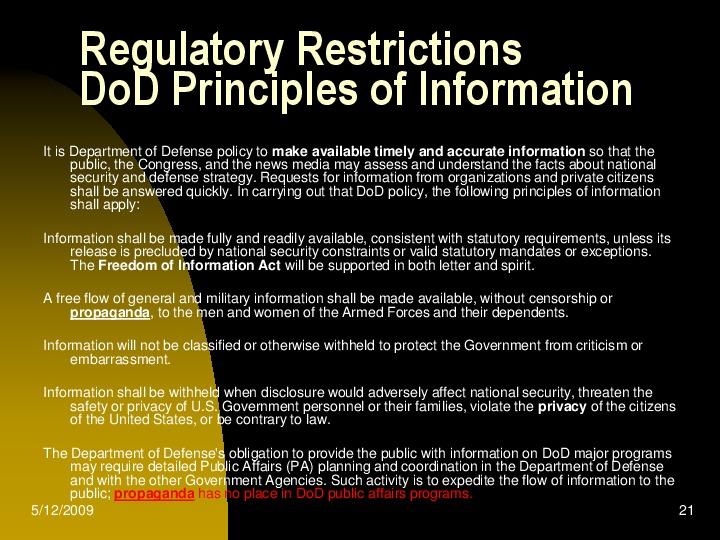 Regulatory Restrictions
DoD Principles of Information
It is Department of Defense policy to make available timely and accurate information so that the
public, the Congress, and the news media may assess and understand the facts about national
security and defense strategy. Requests for information from organizations and private citizens
shall be answered quickly. In carrying out that DoD policy, the following principles of information
shall apply:
Information shall be made fully and readily available, consistent with statutory requirements, unless its
release is precluded by national security constraints or valid statutory mandates or exceptions.
The Freedom of Information Act will be supported in both letter and spirit.
A free flow of general and military information shall be made available, without censorship or
propaganda, to the men and women of the Armed Forces and their dependents.
Information will not be classified or otherwise withheld to protect the Government from criticism or
embarrassment.
Information shall be withheld when disclosure would adversely affect national security, threaten the
safety or privacy of U.S. Government personnel or their families, violate the privacy of the citizens
of the United States, or be contrary to law.
The Department of Defense's obligation to provide the public with information on DoD major programs
may require detailed Public Affairs (PA) planning and coordination in the Department of Defense
and with the other Government Agencies. Such activity is to expedite the flow of information to the
public; propaganda has no place in DoD public affairs programs.
5/12/2009
21